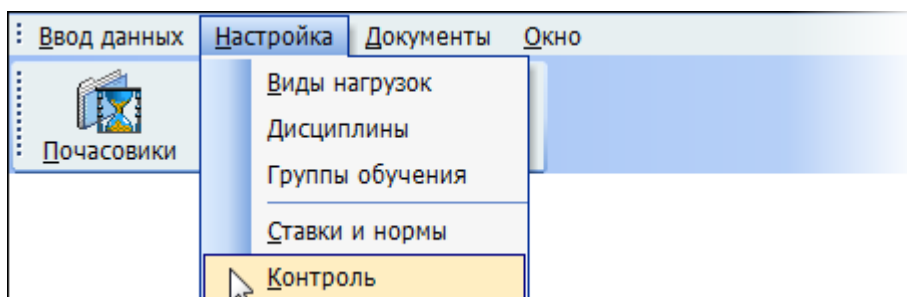 Ввод данных Настройка Документы Окно
Виды нагрузок
Дисциплины
Почасовики
Группы обучения
Ставки и нормы
Контроль